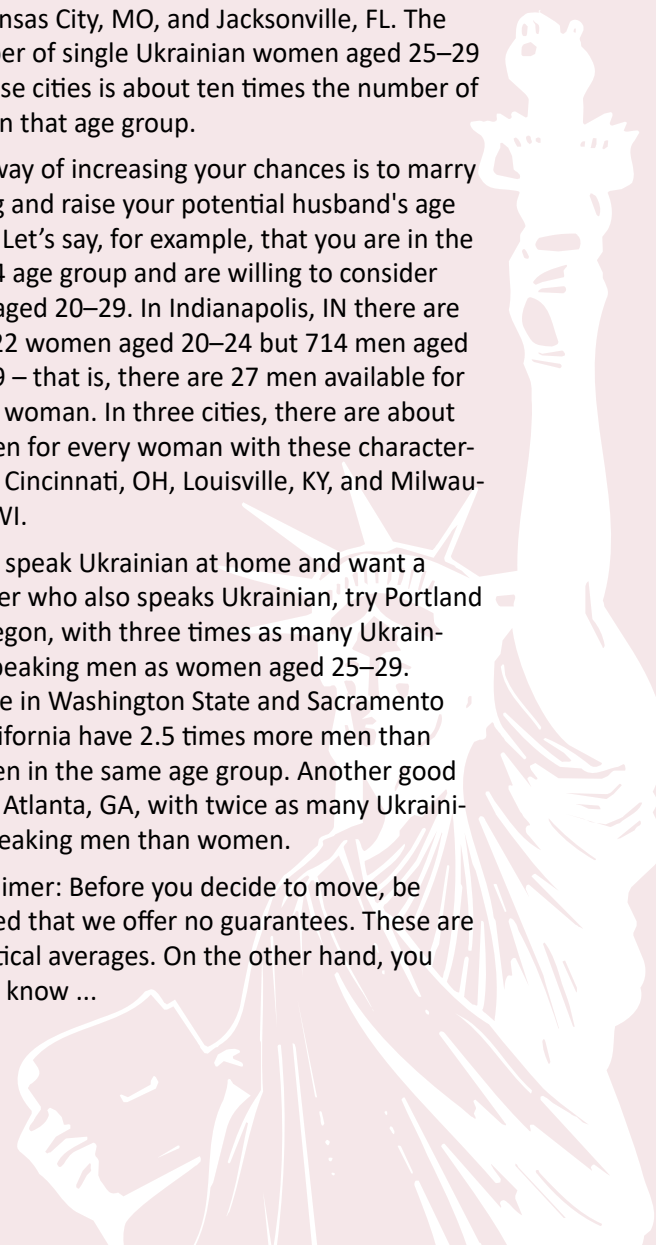 nsas City, MO, and Jacksonville, FL. The
ber of single Ukrainian women aged 25–29
se cities is about ten times the number of
n that age group.
way of increasing your chances is to marry
g and raise your potential husband's age
Let’s say, for example, that you are in the
4 age group and are willing to consider
aged 20–29. In Indianapolis, IN there are
22 women aged 20–24 but 714 men aged
9 – that is, there are 27 men available for
woman. In three cities, there are about
en for every woman with these character-
Cincinnati, OH, Louisville, KY, and Milwau-
WI.
speak Ukrainian at home and want a
er who also speaks Ukrainian, try Portland
egon, with three times as many Ukrain-
peaking men as women aged 25–29.
e in Washington State and Sacramento
ifornia have 2.5 times more men than
en in the same age group. Another good
Atlanta, GA, with twice as many Ukraini-
peaking men than women.
imer: Before you decide to move, be
ed that we offer no guarantees. These are
tical averages. On the other hand, you
know ...